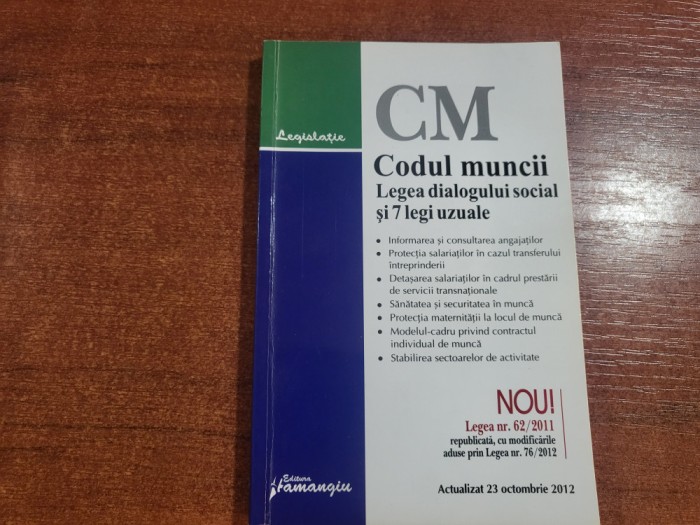 Legislație
CM
Codul muncii
Legea dialogului social
și 7 legi uzuale
• Informarea și consultarea angajaților
• Protecția salariaților în cazul transferului
întreprinderii
• Detașarea salariaților în cadrul prestării
de servicii transnaționale
• Sănătatea și securitatea în muncă
• Protecția maternității la locul de muncă
• Modelul-cadru privind contractul
individual de muncă
• Stabilirea sectoarelor de activitate
NOU!
Legea nr. 62/2011
republicată, cu modificările
aduse prin Legea nr. 76/2012
Editura
Hamangiu
Actualizat 23 octombrie 2012